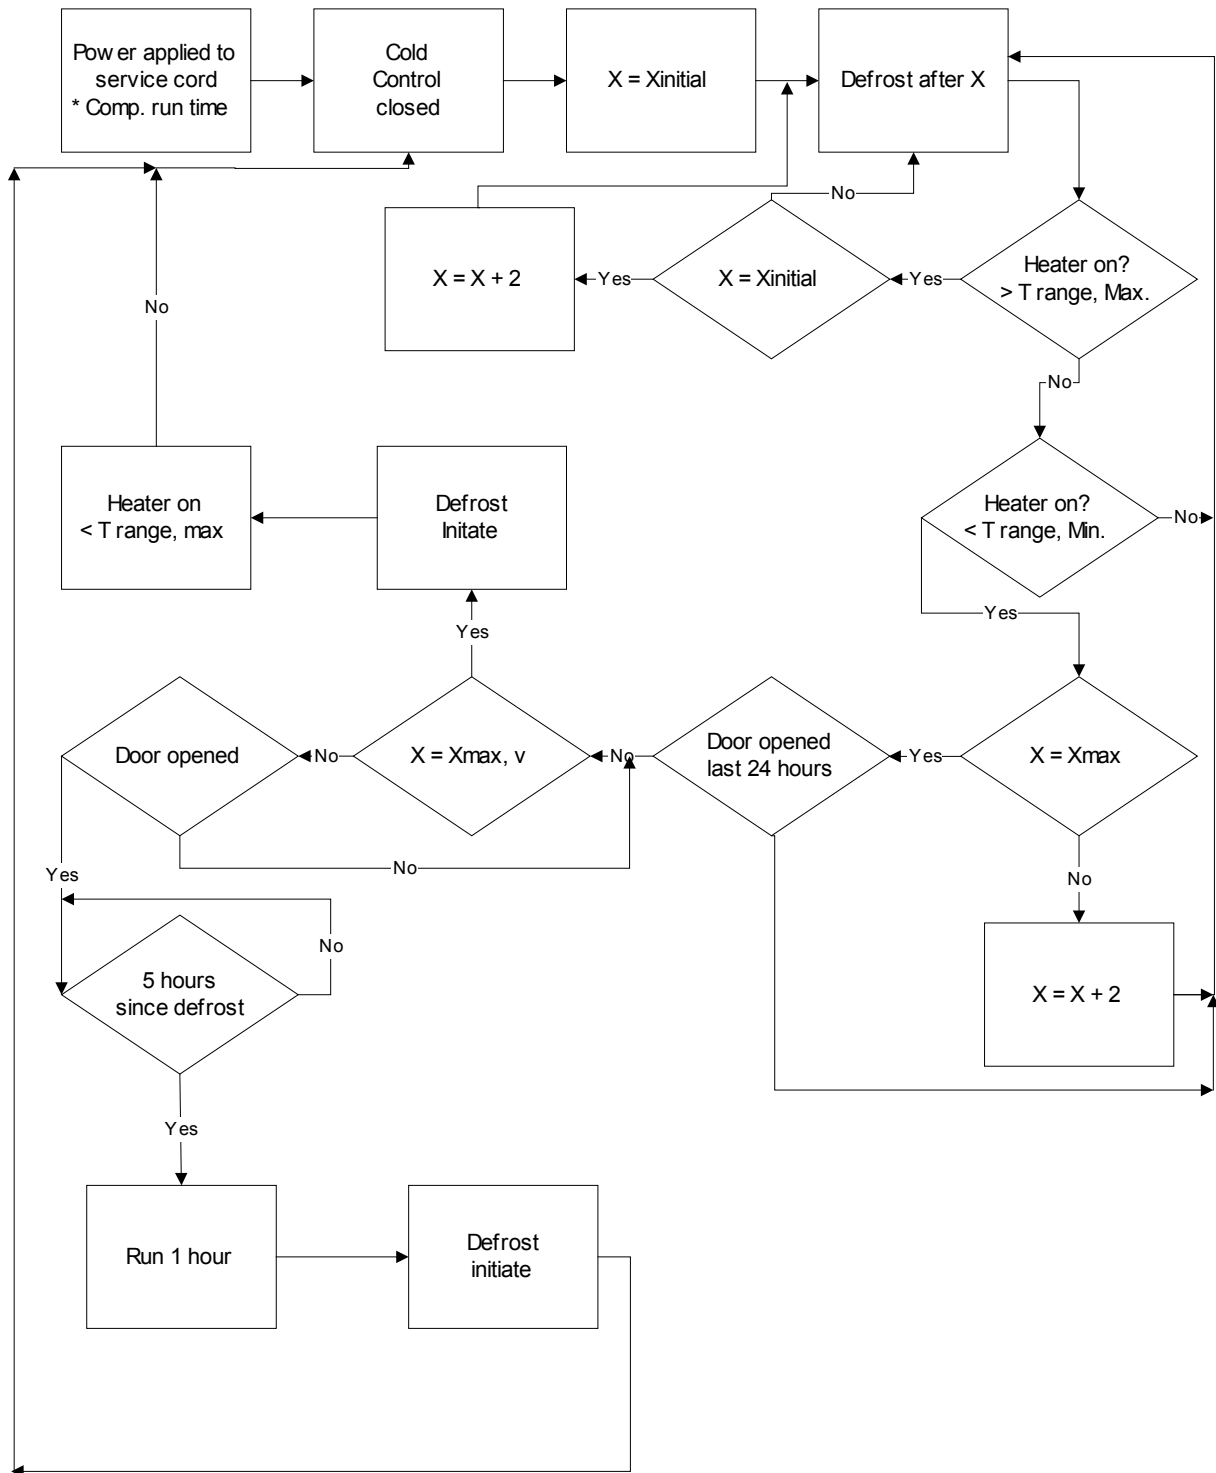 Power applied to
service cord
* Comp. run time
Cold
Control
closed
X = Xinitial
Defrost after X
No
X = X + 2
Yes
X = Xinitial
Yes
Heater on?
> T range, Max.
No
No
Heater on
< T range, max
Defrost
Initate
Heater on?
< T range, Min.
No
Yes
Yes
Door opened
No
X = Xmax, v
No
Door opened
last 24 hours
Yes
X = Xmax
No
Yes
No
No
5 hours
since defrost
X = X + 2
Yes
Run 1 hour
Defrost
initiate